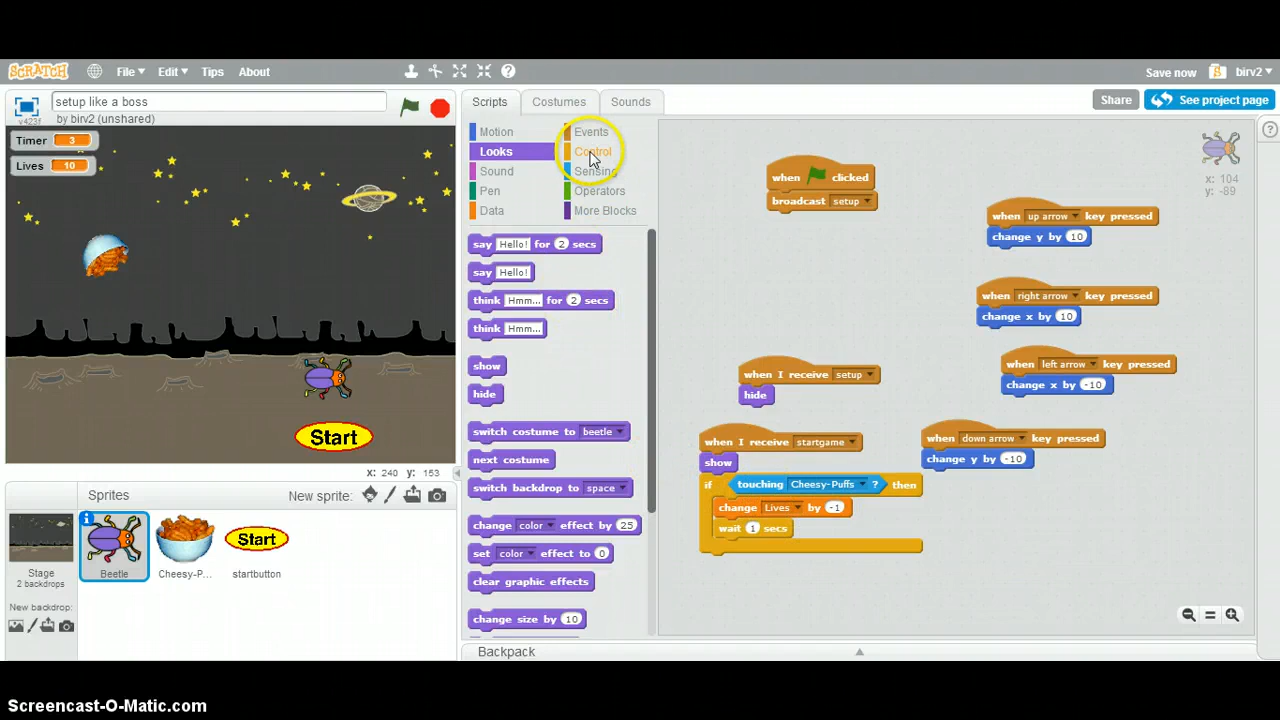 SCRATCH File Edit Tips About Save now birv2
setup like a boss
by birv2 (unshared)
v423f
Scripts Costumes Sounds
Share See project page
Timer 3
Lives 10
Start
x: 240 y: 153
Motion Events
Looks Control
Sound Sensing
Pen Operators
Data More Blocks
say Hello! for 2 secs
say Hello!
think Hmm... for 2 secs
think Hmm...
show
hide
switch costume to beetle
next costume
switch backdrop to space
change color effect by 25
set color effect to 0
clear graphic effects
change size by 10
when clicked
broadcast setup
when up arrow key pressed
change y by 10
when right arrow key pressed
change x by 10
when left arrow key pressed
change x by -10
when I receive setup
hide
when down arrow key pressed
change y by -10
when I receive startgame
show
if touching Cheesy-Puffs ? then
change Lives by -1
wait 1 secs
x: 104
y: -89
Sprites New sprite:
Stage
2 backdrops
New backdrop:
Beetle
Cheesy-P...
Start
startbutton
Backpack
Screencast-O-Matic.com